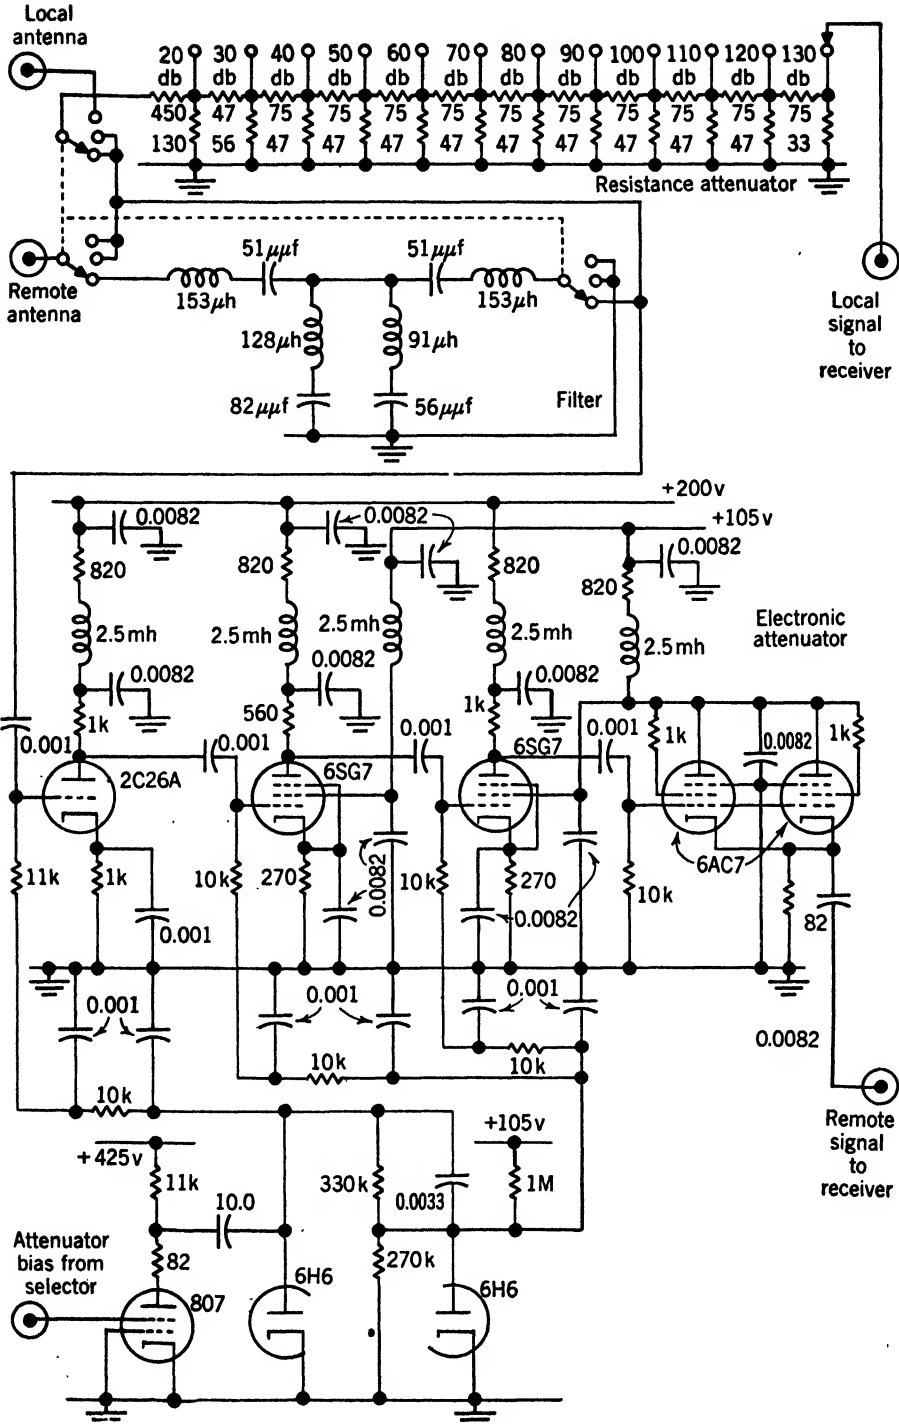 Local
antenna
20 30 40 50 60 70 80 90 100 110 120 130
db db db db db db db db db db db db
450 47 75 75 75 75 75 75 75 75 75 75
130 56 47 47 47 47 47 47 47 47 47 33
Resistance attenuator
51μμf 51μμf
153μh 153μh
Remote
antenna
128μh 91μh
82μμf 56μμf
Filter
Local
signal
to
receiver
+200v
0.0082 0.0082
+105v
0.0082
820 820 820 820
Electronic
attenuator
2.5mh 2.5mh 2.5mh 2.5mh 2.5mh
0.0082 0.0082 0.0082
1k 560 1k
0.001 0.001 0.001 0.001
1k 0.0082 1k
2C26A 6SG7 6SG7
6AC7
11k 1k 10k 270 0.0082 10k 270 10k
0.001 0.0082 82
0.001 0.001 0.001
0.0082
10k 10k
10k
Remote
signal
to
receiver
+105v
+425v
11k 330k 0.0033 1M
10.0
Attenuator
bias from
selector
82 270k
6H6 6H6
807